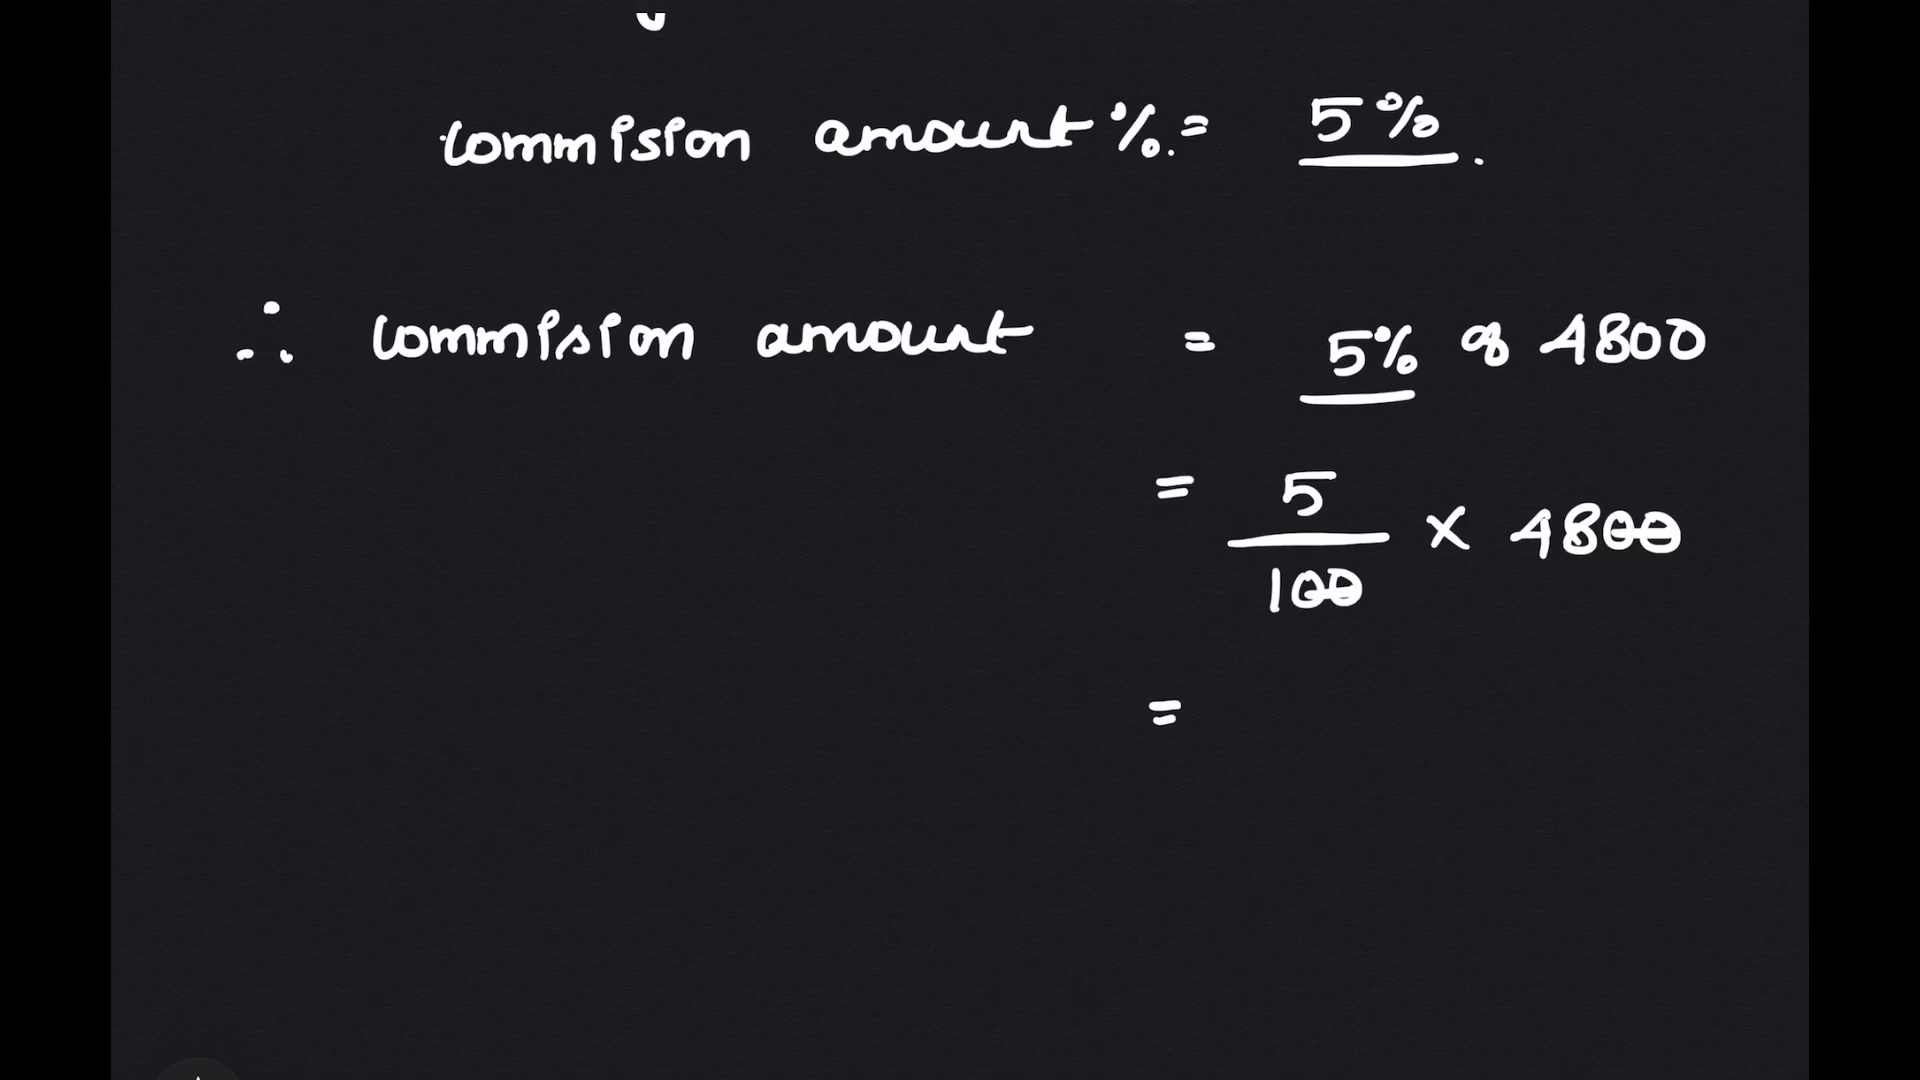 commision amount %. = 5%.
∴ commision amount = 5% of 4800
= 5/100 × 4800
=